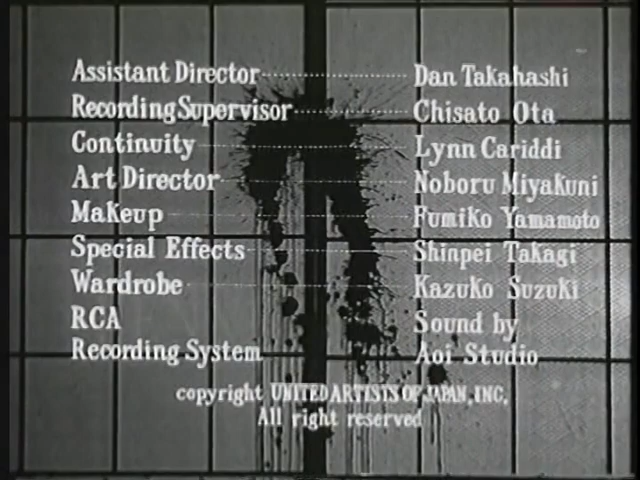 Assistant Director Dan Takahashi
Recording Supervisor Chisato Ota
Continuity Lynn Cariddi
Art Director Noboru Miyakuni
Makeup Fumiko Yamamoto
Special Effects Shinpei Takagi
Wardrobe Kazuko Suzuki
RCA Sound by
Recording System Aoi Studio
copyright UNITED ARTISTS OF JAPAN, INC.
All right reserved